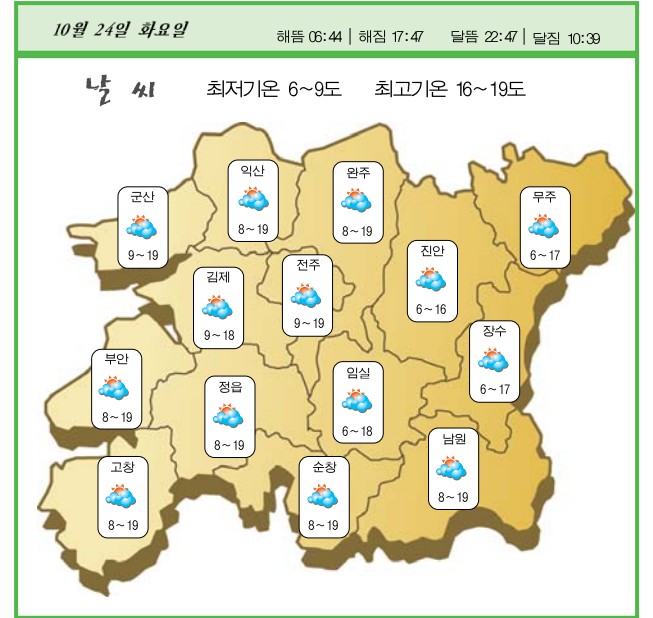 10월 24일 화요일
해뜸 06:44 | 해짐 17:47 달뜸 22:47 | 달짐 10:39
날 씨 최저기온 6~9도 최고기온 16~19도
익산
8~19
완주
8~19
군산
9~19
무주
6~17
진안
6~16
전주
9~19
김제
9~18
장수
6~17
부안
8~19
임실
6~18
정읍
8~19
남원
8~19
고창
8~19
순창
8~19